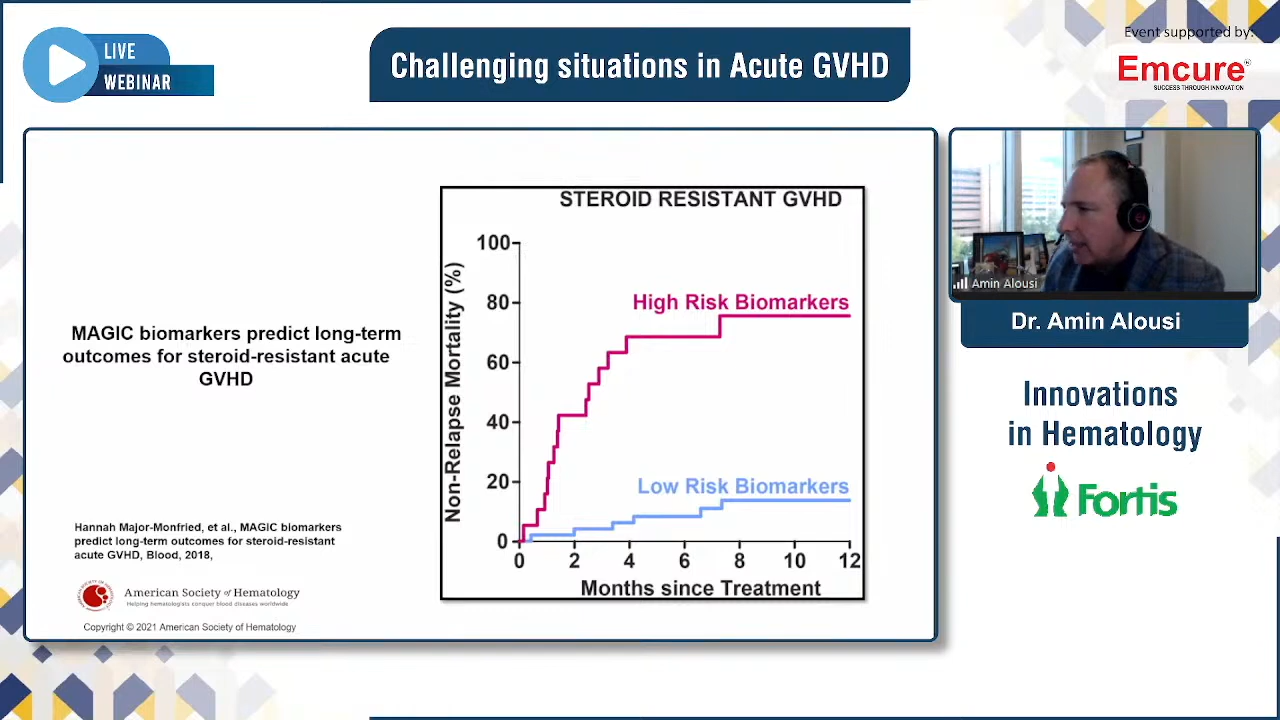 LIVE
WEBINAR
Challenging situations in Acute GVHD
Event supported by:
Emcure®
SUCCESS THROUGH INNOVATION
MAGIC biomarkers predict long-term
outcomes for steroid-resistant acute
GVHD
Hannah Major-Monfried, et al., MAGIC biomarkers
predict long-term outcomes for steroid-resistant
acute GVHD, Blood, 2018,
American Society of Hematology
Helping hematologists conquer blood diseases worldwide
Copyright © 2021 American Society of Hematology
STEROID RESISTANT GVHD
Non-Relapse Mortality (%)
100
80
60
40
20
0
High Risk Biomarkers
Low Risk Biomarkers
0 2 4 6 8 10 12
Months since Treatment
Amin Alousi
Dr. Amin Alousi
Innovations
in Hematology
Fortis